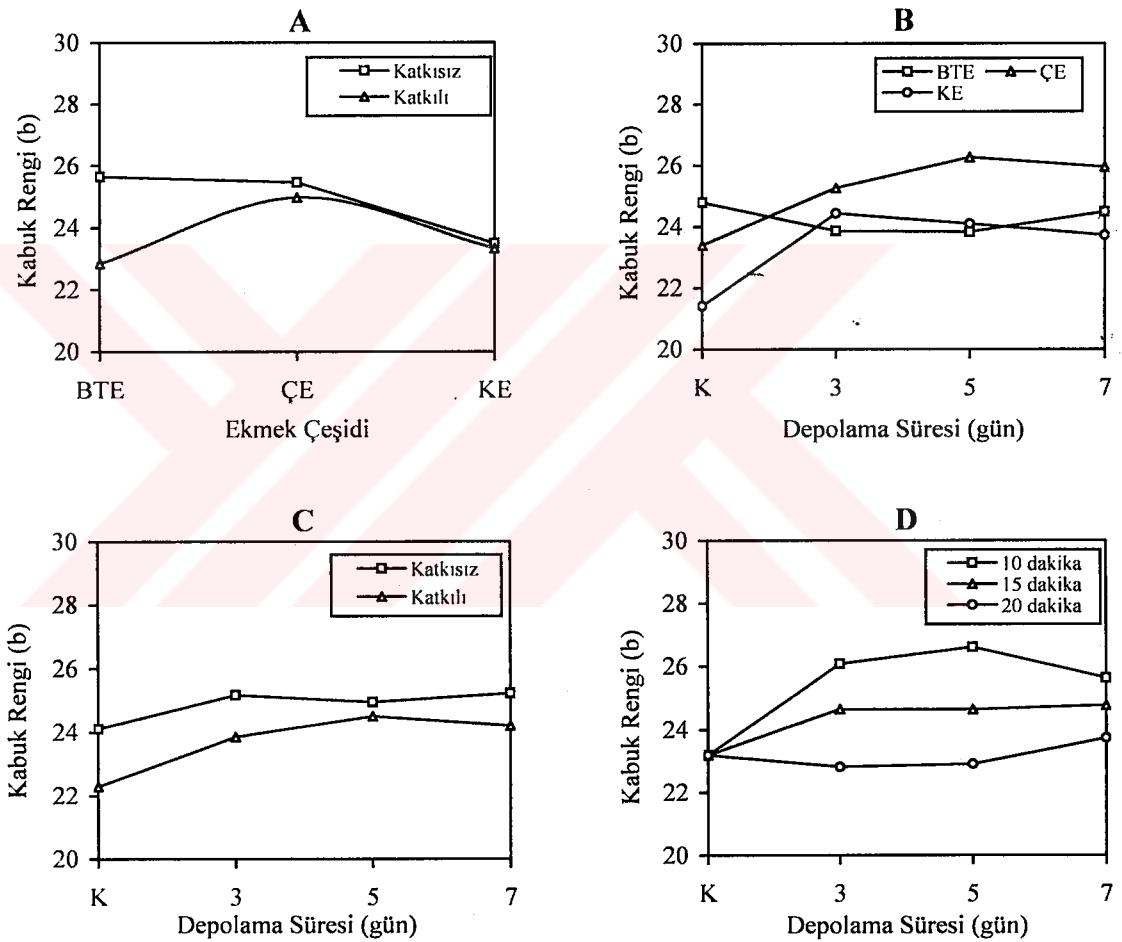 A
30
28
26
24
22
20
Kabuk Rengi (b)
Katkısız
Katkılı
BTE ÇE KE
Ekmek Çeşidi
B
30
28
26
24
22
20
Kabuk Rengi (b)
BTE ÇE
KE
K 3 5 7
Depolama Süresi (gün)
C
30
28
26
24
22
20
Kabuk Rengi (b)
Katkısız
Katkılı
K 3 5 7
Depolama Süresi (gün)
D
30
28
26
24
22
20
Kabuk Rengi (b)
10 dakika
15 dakika
20 dakika
K 3 5 7
Depolama Süresi (gün)